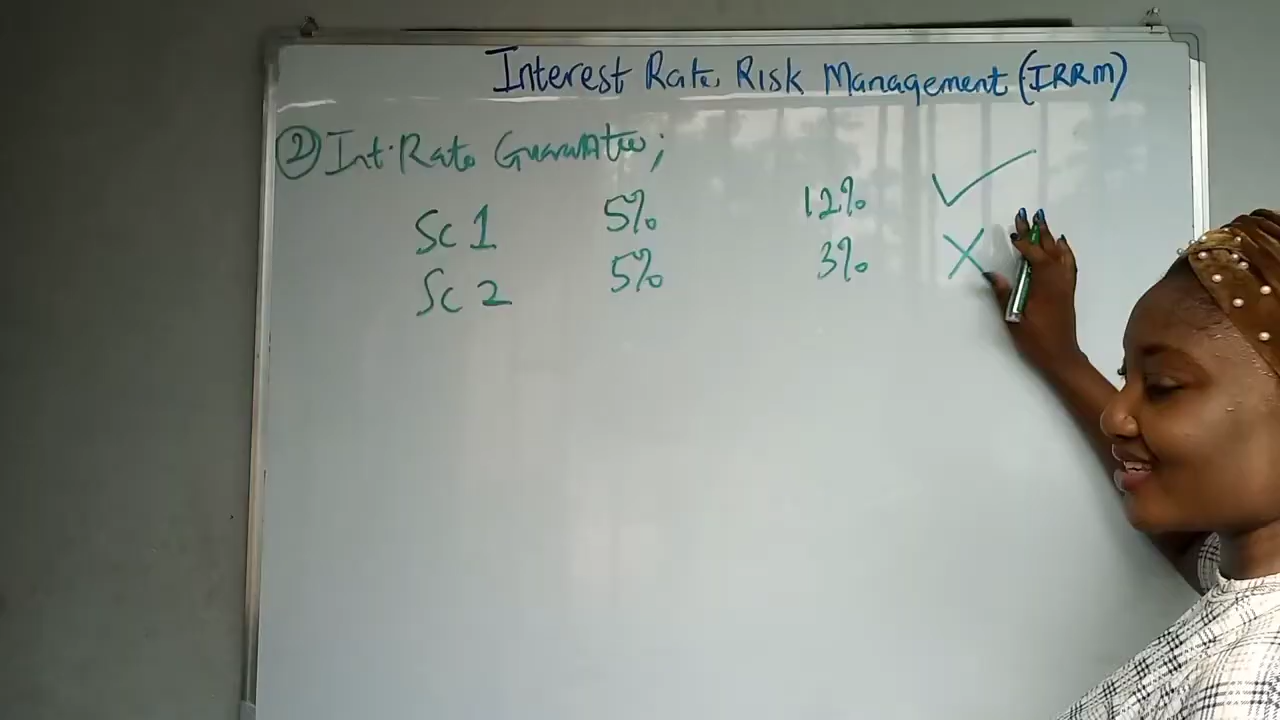 Interest Rate Risk Management (IRRM)
② Int. Rate Guarantee;
Sc 1 5% 12% ✓
Sc 2 5% 3% X